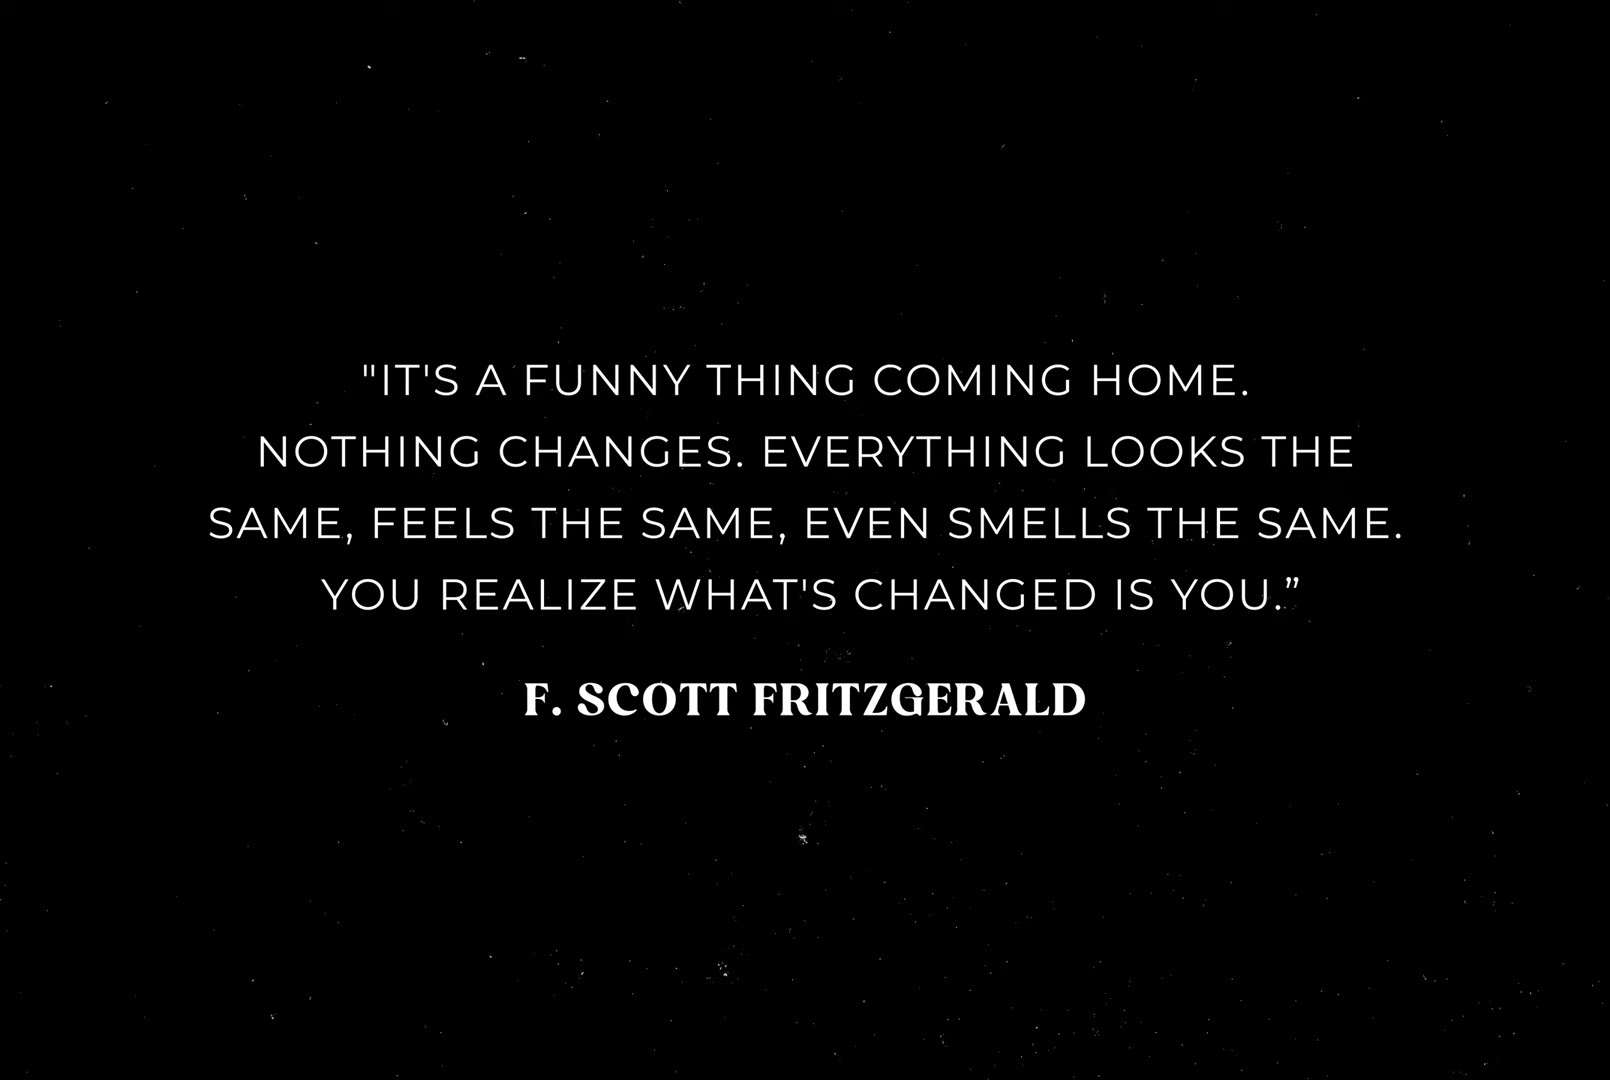 "IT'S A FUNNY THING COMING HOME.
NOTHING CHANGES. EVERYTHING LOOKS THE
SAME, FEELS THE SAME, EVEN SMELLS THE SAME.
YOU REALIZE WHAT'S CHANGED IS YOU.”
F. SCOTT FRITZGERALD